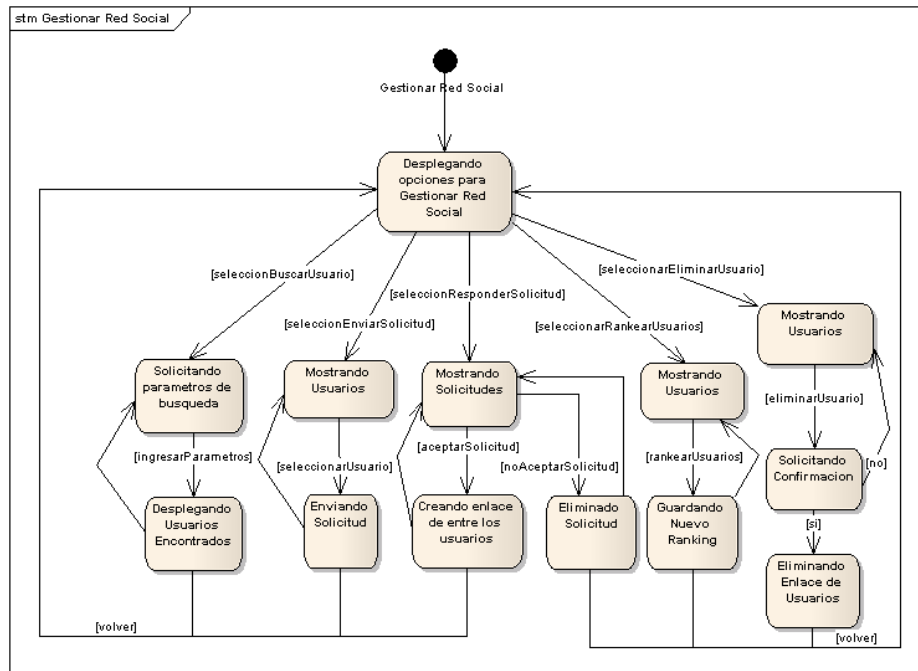 stm Gestionar Red Social
Gestionar Red Social
Desplegando
opciones para
Gestionar Red
Social
[seleccionBuscarUsuario]
[seleccionEnviarSolicitud]
[seleccionResponderSolicitud]
[seleccionarRankearUsuarios]
[seleccionarEliminarUsuario]
Solicitando
parametros de
busqueda
Mostrando
Usuarios
Mostrando
Solicitudes
Mostrando
Usuarios
Mostrando
Usuarios
[ingresarParametros]
[seleccionarUsuario]
[aceptarSolicitud]
[noAceptarSolicitud]
[rankearUsuarios]
[eliminarUsuario]
[no]
Solicitando
Confirmacion
[si]
Desplegando
Usuarios
Encontrados
Enviando
Solicitud
Creando enlace
de entre los
usuarios
Eliminado
Solicitud
Guardando
Nuevo
Ranking
Eliminando
Enlace de
Usuarios
[volver]
[volver]